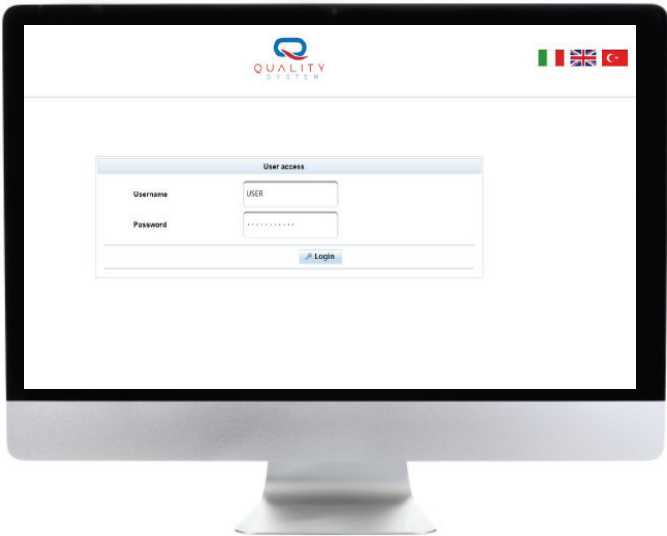 QUALITY
SYSTEM
User access
Username
USER
Password
Login